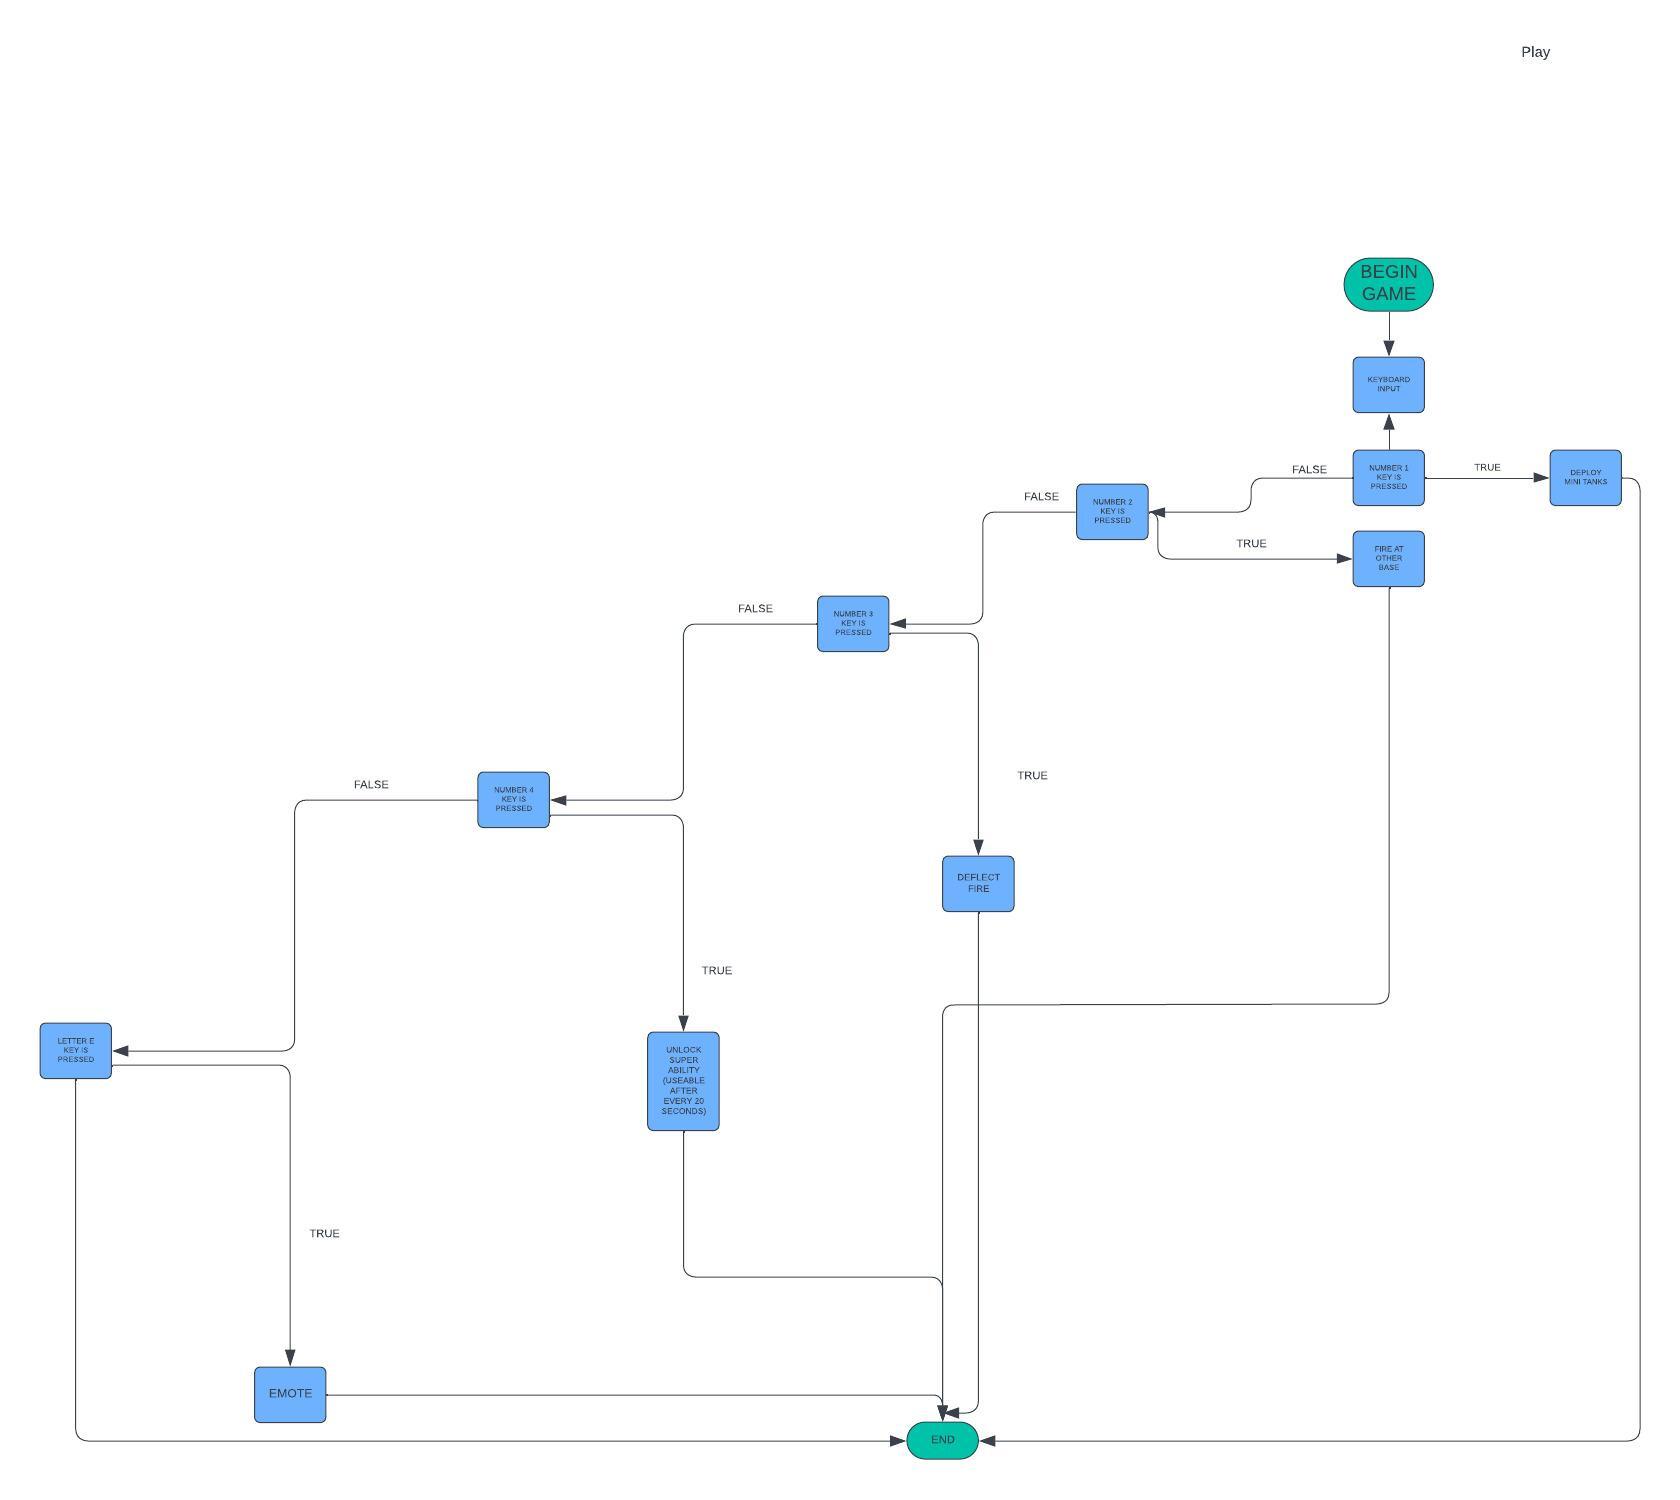 Play
BEGIN
GAME
KEYBOARD
INPUT
NUMBER 1
KEY IS
PRESSED
TRUE
DEPLOY
MINI TANKS
FALSE
NUMBER 2
KEY IS
PRESSED
TRUE
FIRE AT
OTHER
BASE
FALSE
NUMBER 3
KEY IS
PRESSED
TRUE
DEFLECT
FIRE
FALSE
NUMBER 4
KEY IS
PRESSED
TRUE
UNLOCK
SUPER
ABILITY
(USEABLE
AFTER
EVERY 20
SECONDS)
FALSE
LETTER E
KEY IS
PRESSED
TRUE
EMOTE
END